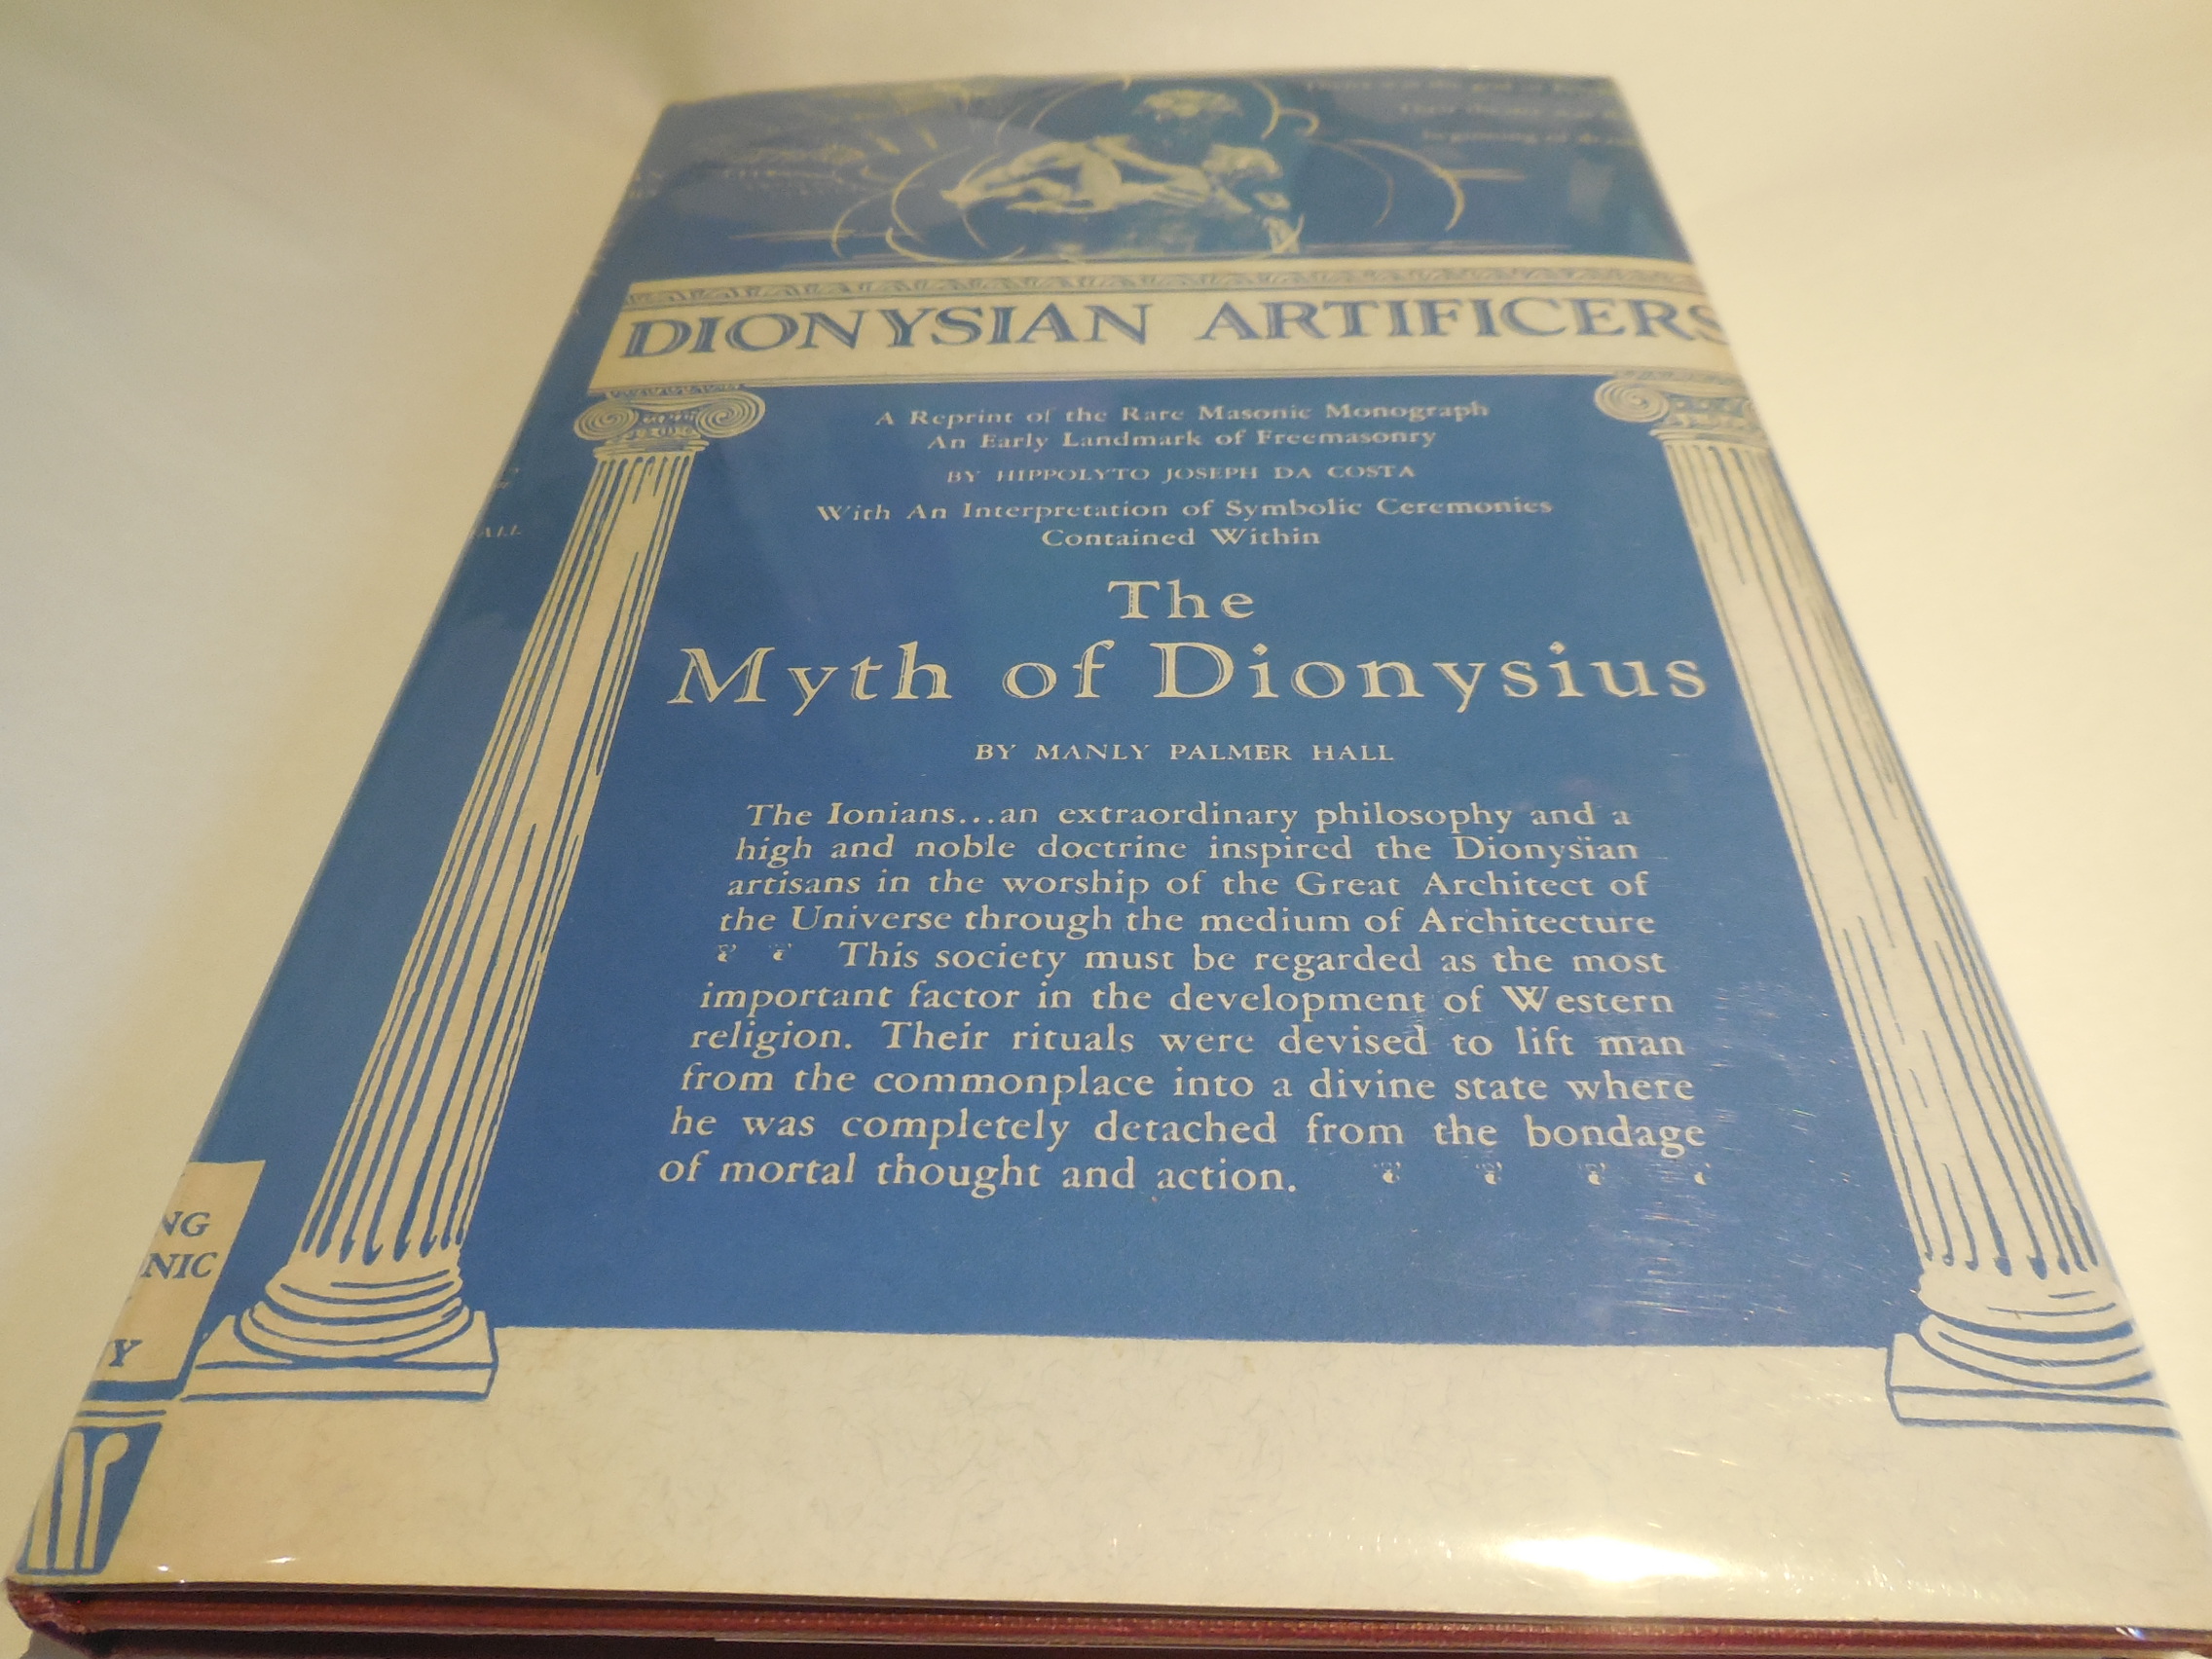 DIONYSIAN ARTIFICERS
A Reprint of the Rare Masonic Monograph
An Early Landmark of Freemasonry
BY HIPPOLYTO JOSEPH DA COSTA
With An Interpretation of Symbolic Ceremonies
Contained Within
The
Myth of Dionysius
BY MANLY PALMER HALL
The Ionians...an extraordinary philosophy and a
high and noble doctrine inspired the Dionysian
artisans in the worship of the Great Architect of
the Universe through the medium of Architecture
This society must be regarded as the most
important factor in the development of Western
religion. Their rituals were devised to lift man
from the commonplace into a divine state where
he was completely detached from the bondage
of mortal thought and action.
ALL
NG
NIC
Y